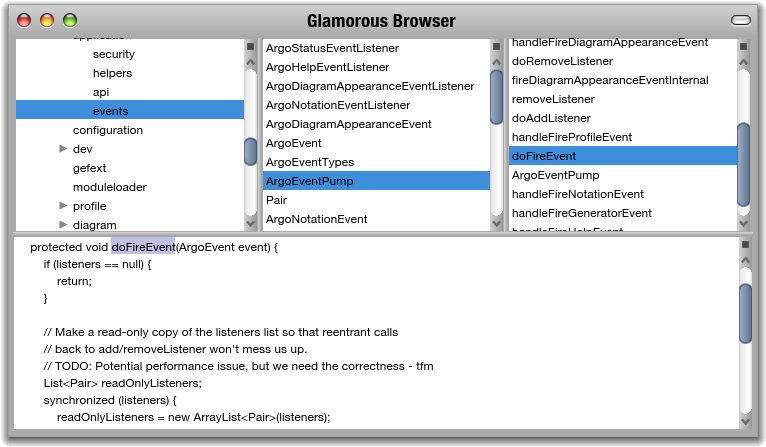 Glamorous Browser
application
security
helpers
api
events
configuration
dev
gefext
moduleloader
profile
diagram
ArgoStatusEventListener
ArgoHelpEventListener
ArgoDiagramAppearanceEventListener
ArgoNotationEventListener
ArgoDiagramAppearanceEvent
ArgoEvent
ArgoEventTypes
ArgoEventPump
Pair
ArgoNotationEvent
handleFireDiagramAppearanceEvent
doRemoveListener
fireDiagramAppearanceEventInternal
removeListener
doAddListener
handleFireProfileEvent
doFireEvent
ArgoEventPump
handleFireNotationEvent
handleFireGeneratorEvent
handleFireHelpEvent
protected void doFireEvent(ArgoEvent event) {
if (listeners == null) {
return;
}
// Make a read-only copy of the listeners list so that reentrant calls
// back to add/removeListener won't mess us up.
// TODO: Potential performance issue, but we need the correctness - tfm
List<Pair> readOnlyListeners;
synchronized (listeners) {
readOnlyListeners = new ArrayList<Pair>(listeners);